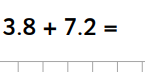 3.8 + 7.2 =